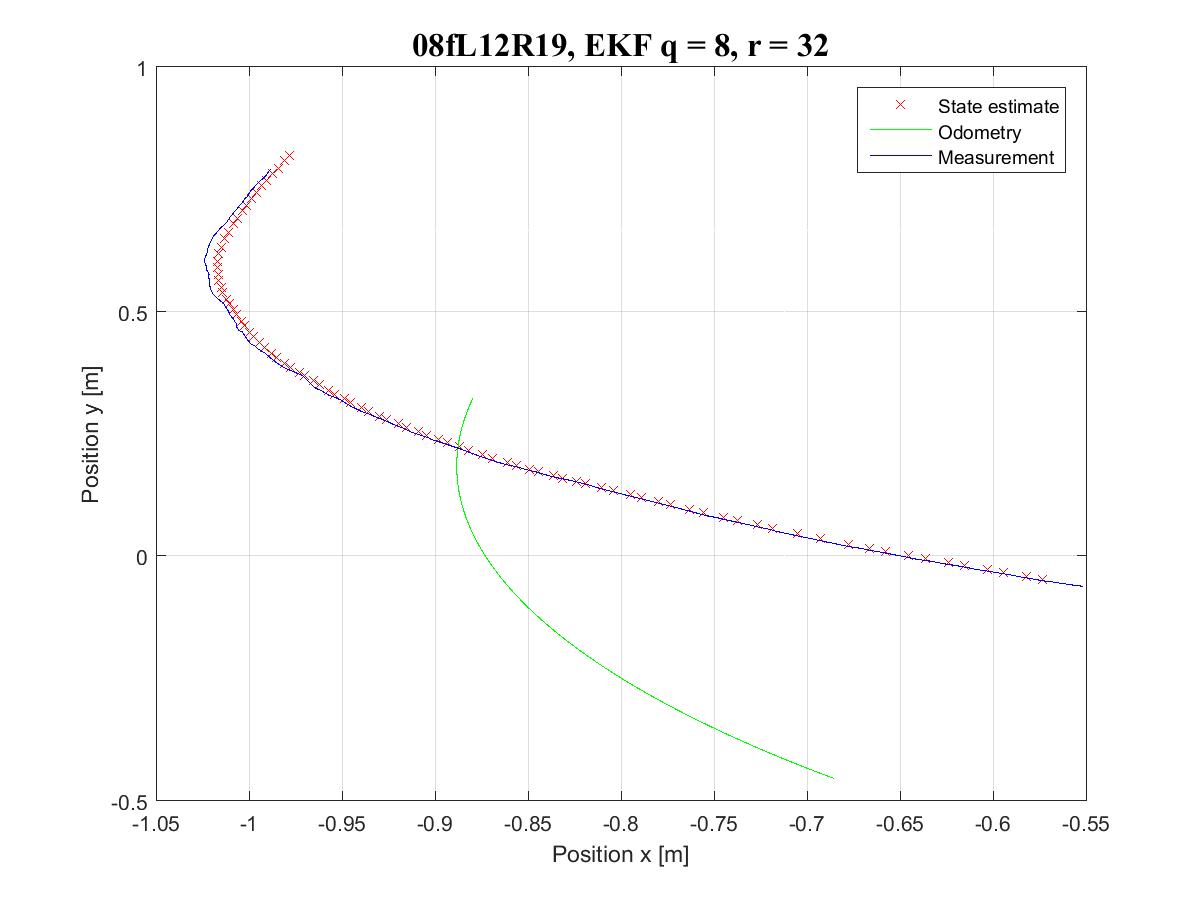 08fL12R19, EKF q = 8, r = 32
State estimate
Odometry
Measurement
1
0.5
0
-0.5
Position y [m]
-1.05 -1 -0.95 -0.9 -0.85 -0.8 -0.75 -0.7 -0.65 -0.6 -0.55
Position x [m]